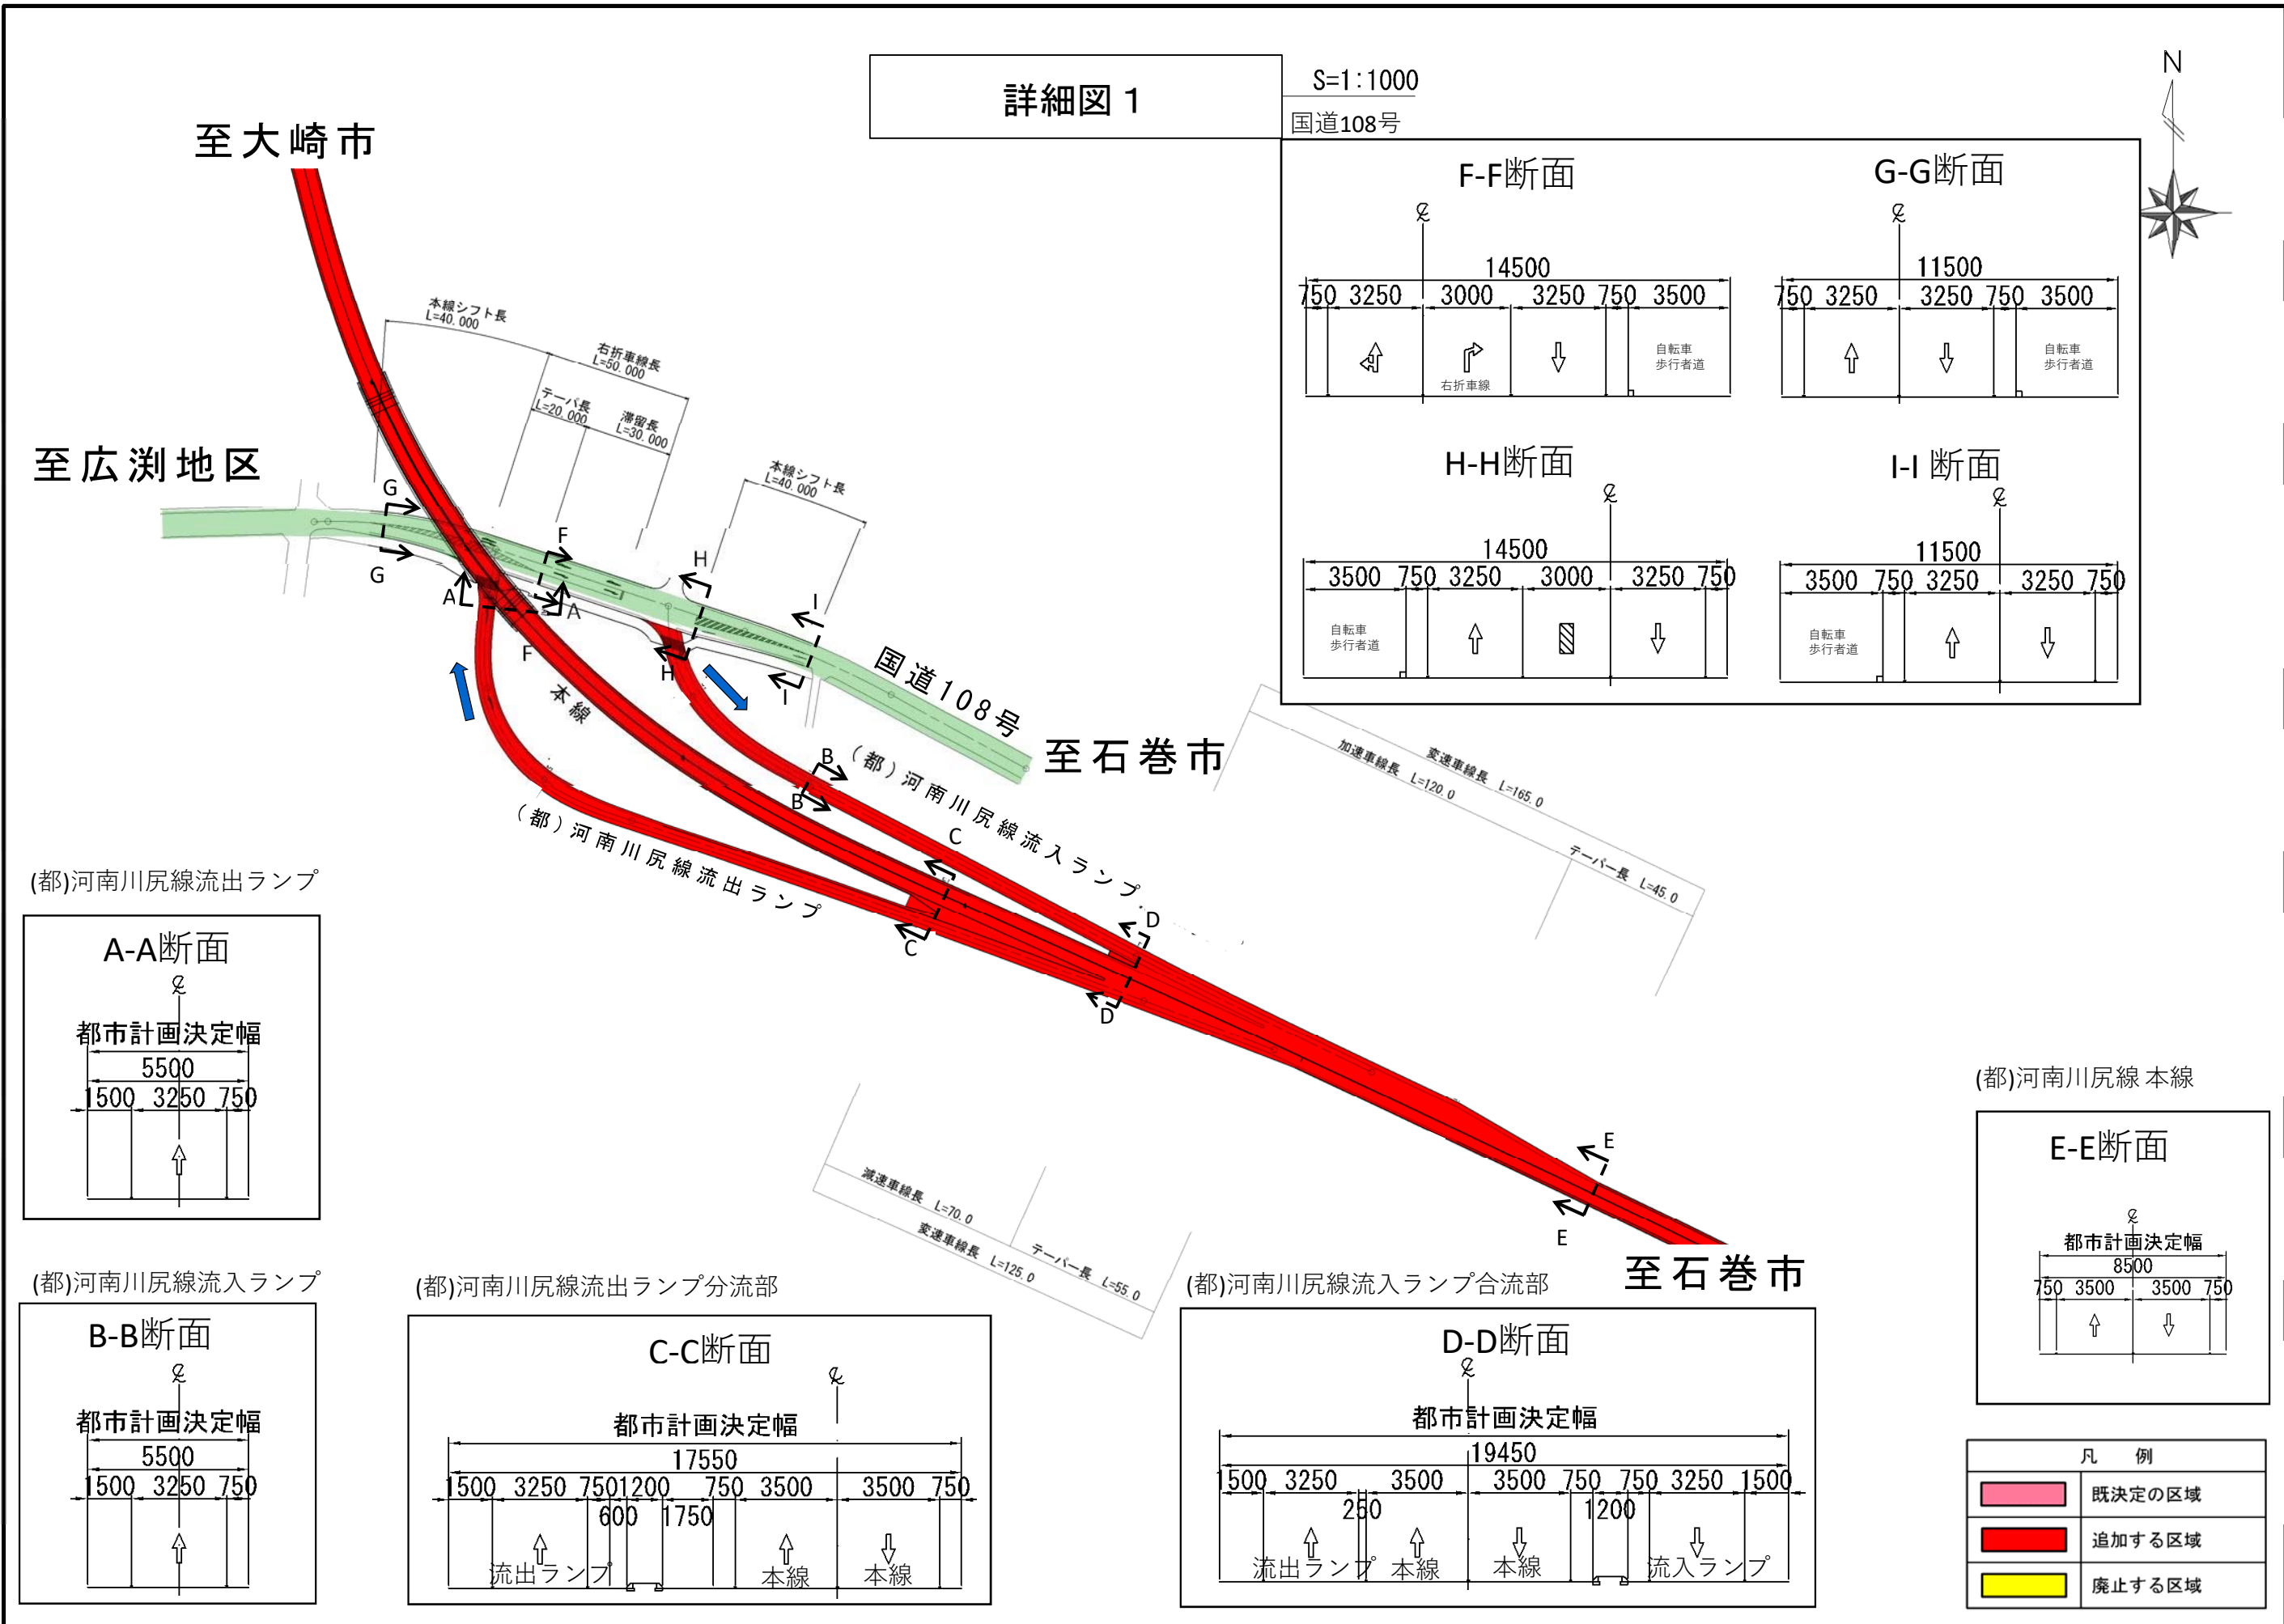 詳細図１
S=1:1000
国道108号
N
至大崎市
至広渕地区
本線シフト長
L=40.000
右折車線長
L=50.000
テーパ長
L=20.000
滞留長
L=30.000
本線シフト長
L=40.000
G
G
F
F
A
A
H
H
I
I
国道108号
至石巻市
本線
B
B
(都)河南川尻線流入ランプ
(都)河南川尻線流出ランプ
C
C
D
D
E
E
至石巻市
加速車線長 L=120.0
変速車線長 L=165.0
テーパー長 L=45.0
減速車線長 L=70.0
変速車線長 L=125.0
テーパー長 L=55.0
F-F断面
14500
750 3250 3000 3250 750 3500
右折車線
自転車
歩行者道
G-G断面
11500
750 3250 3250 750 3500
自転車
歩行者道
H-H断面
14500
3500 750 3250 3000 3250 750
自転車
歩行者道
I-I 断面
11500
3500 750 3250 3250 750
自転車
歩行者道
(都)河南川尻線流出ランプ
A-A断面
都市計画決定幅
5500
1500 3250 750
(都)河南川尻線流入ランプ
B-B断面
都市計画決定幅
5500
1500 3250 750
(都)河南川尻線流出ランプ分流部
C-C断面
都市計画決定幅
17550
1500 3250 750 1200 750 3500 3500 750
600 1750
流出ランプ 本線 本線
(都)河南川尻線流入ランプ合流部
D-D断面
都市計画決定幅
19450
1500 3250 3500 3500 750 750 3250 1500
250 1200
流出ランプ 本線 本線 流入ランプ
(都)河南川尻線 本線
E-E断面
都市計画決定幅
8500
750 3500 3500 750
凡 例
既決定の区域
追加する区域
廃止する区域